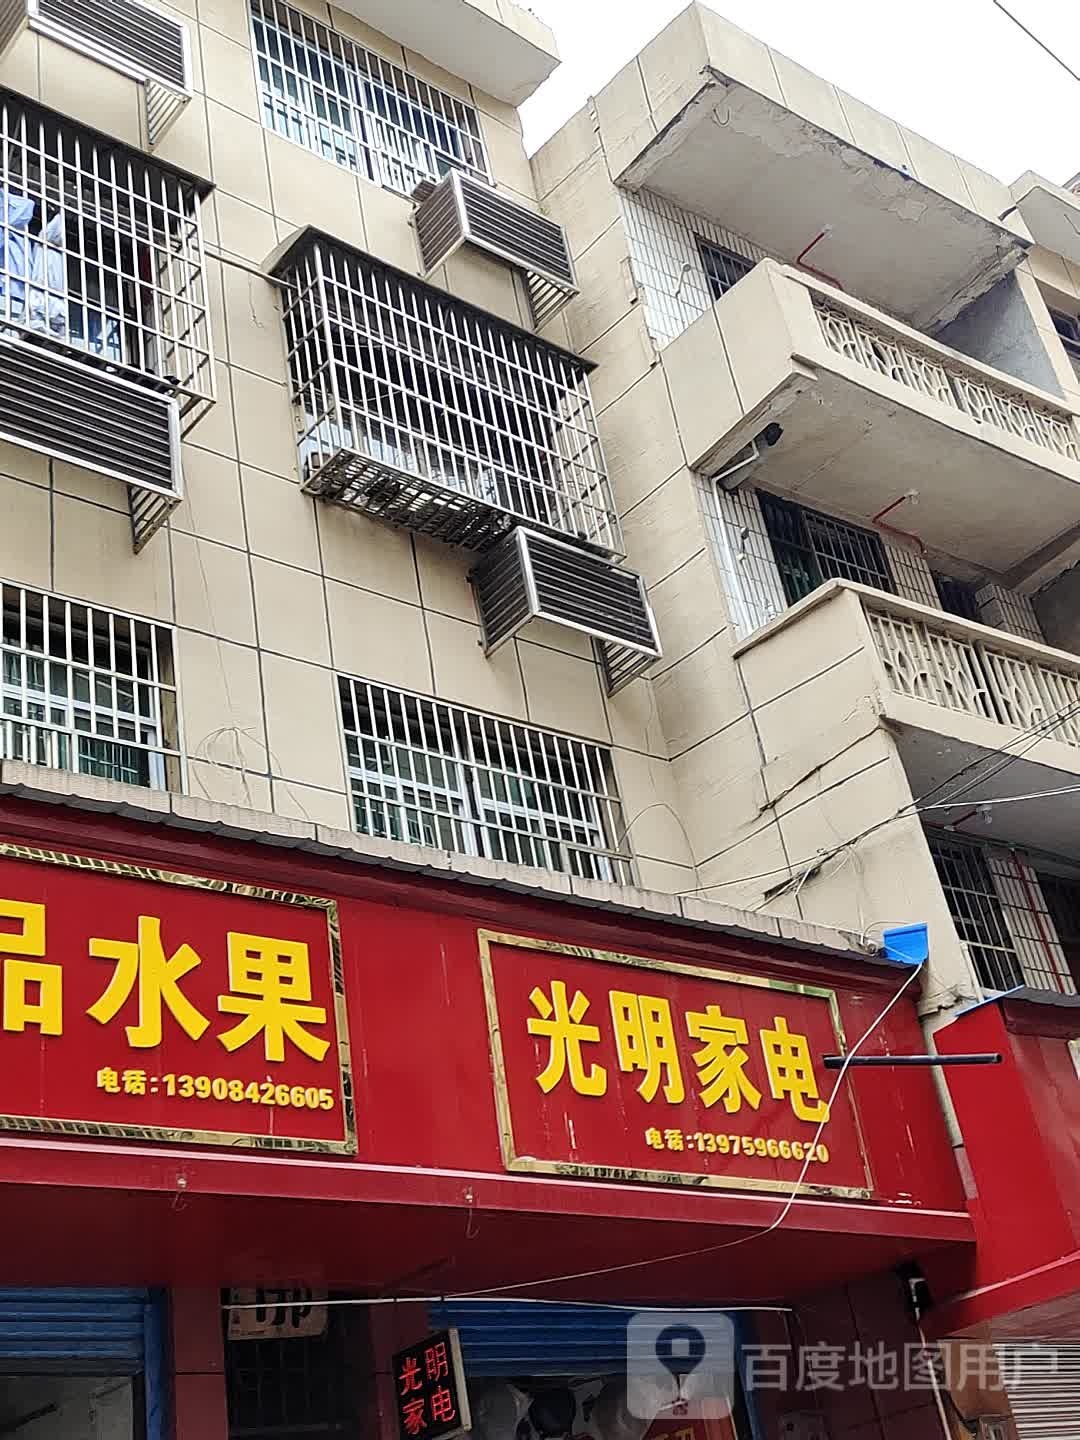 品水果
电话:13908426605
光明家电
电话:13975966620
光明
家电
百度地图用户